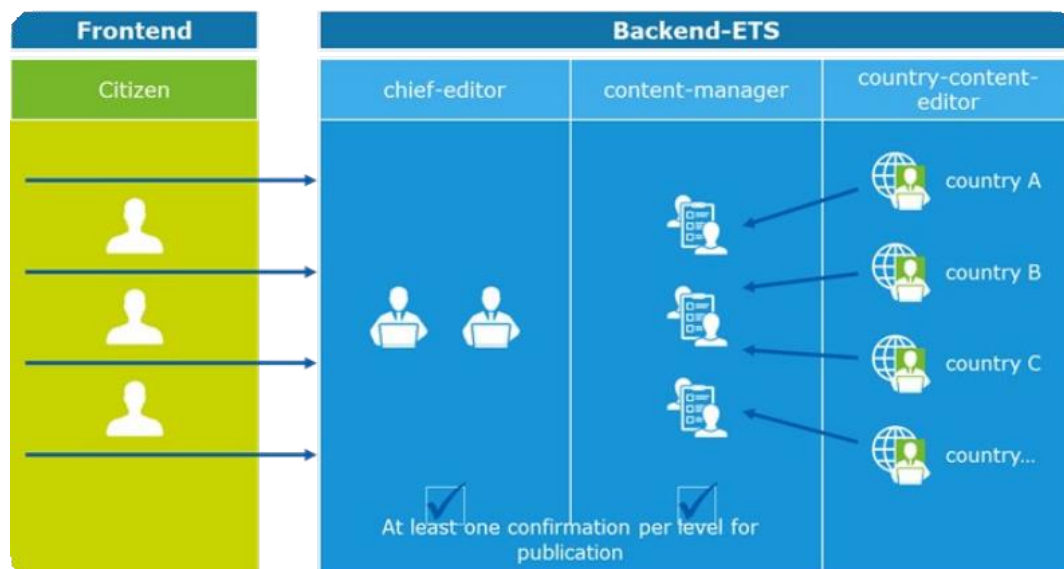 Frontend
Backend-ETS
Citizen
chief-editor
content-manager
country-content-
editor
country A
country B
country C
country...
At least one confirmation per level for
publication